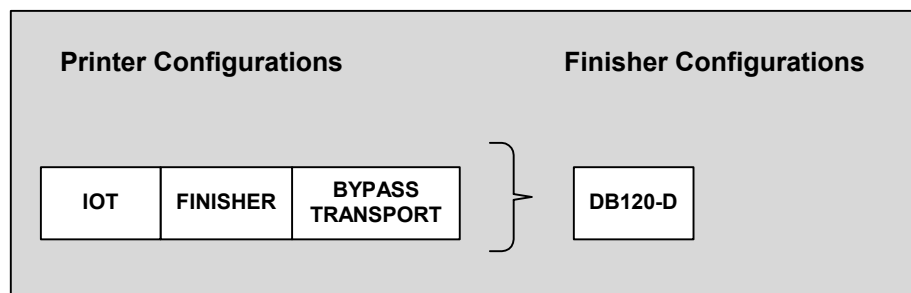 Printer Configurations
Finisher Configurations
IOT
FINISHER
BYPASS
TRANSPORT
DB120-D